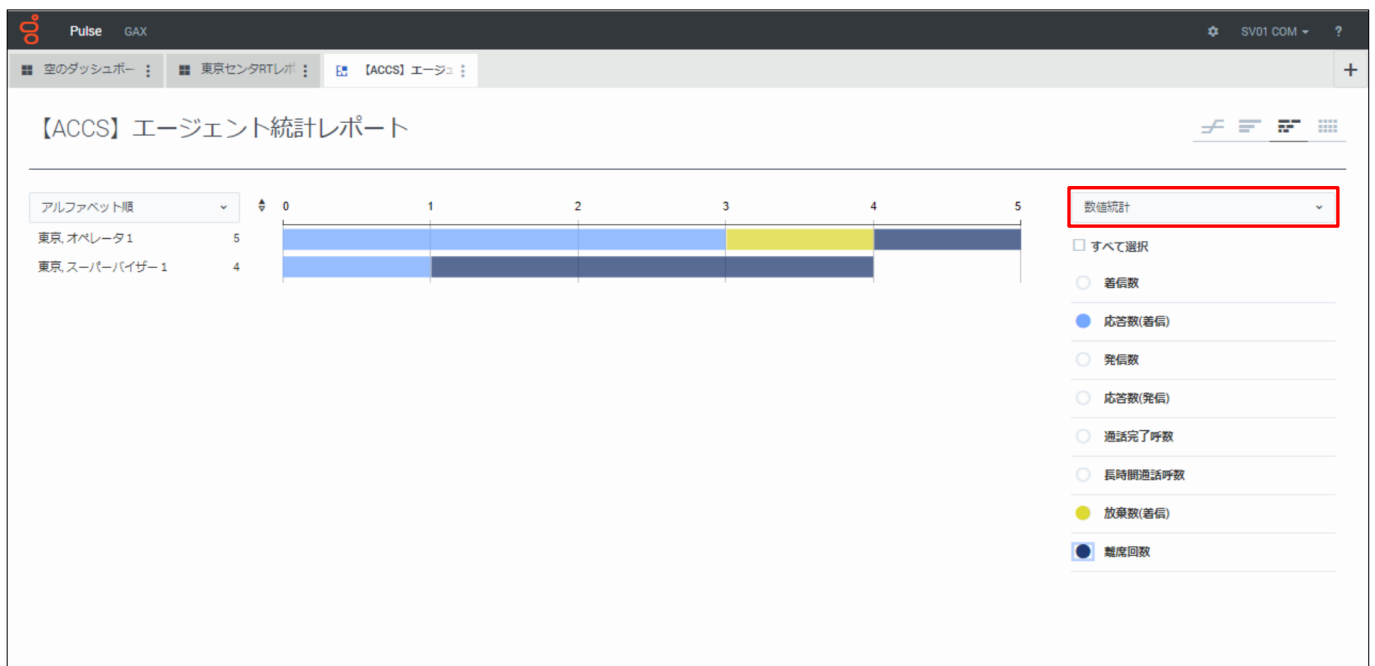 Pulse GAX SV01 COM ?
空のダッシュボー 東京センタRTレポ 【ACCS】エージェ +
【ACCS】エージェント統計レポート
アルファベット順 0 1 2 3 4 5 数値統計
東京, オペレータ1 5
東京, スーパーバイザー1 4
すべて選択
着信数
応答数(着信)
発信数
応答数(発信)
通話完了呼数
長時間通話呼数
放棄数(着信)
離席回数